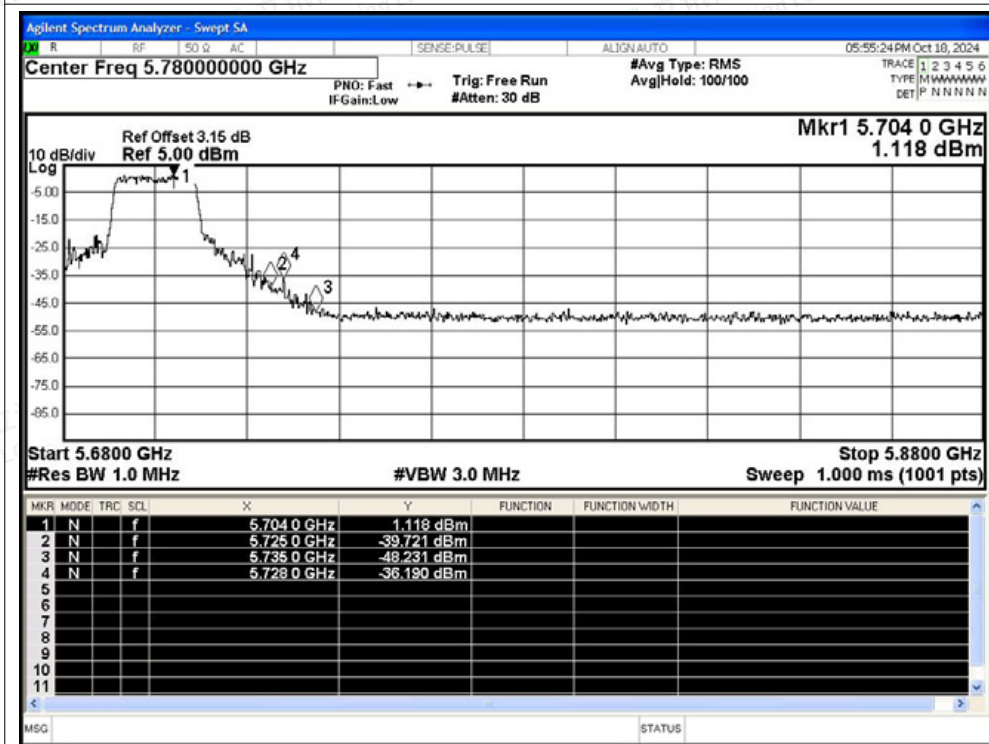 Agilent Spectrum Analyzer - Swept SA
LXI R RF 50 Ω AC SENSE:PULSE ALIGN AUTO 05:55:24 PM Oct 18, 2024
Center Freq 5.780000000 GHz #Avg Type: RMS TRACE 1 2 3 4 5 6
PNO: Fast Trig: Free Run Avg|Hold: 100/100 TYPE M
IFGain:Low #Atten: 30 dB DET P N N N N N
Mkr1 5.704 0 GHz
Ref Offset 3.15 dB
10 dB/div Ref 5.00 dBm 1.118 dBm
Log
1
-5.00
-15.0
-25.0
2 4
-35.0
3
-45.0
-55.0
-65.0
-75.0
-85.0
Start 5.6800 GHz Stop 5.8800 GHz
#Res BW 1.0 MHz #VBW 3.0 MHz Sweep 1.000 ms (1001 pts)
MKR MODE TRC SCL X Y FUNCTION FUNCTION WIDTH FUNCTION VALUE
1 N f 5.704 0 GHz 1.118 dBm
2 N f 5.725 0 GHz -39.721 dBm
3 N f 5.735 0 GHz -48.231 dBm
4 N f 5.728 0 GHz -36.190 dBm
5
6
7
8
9
10
11
MSG STATUS